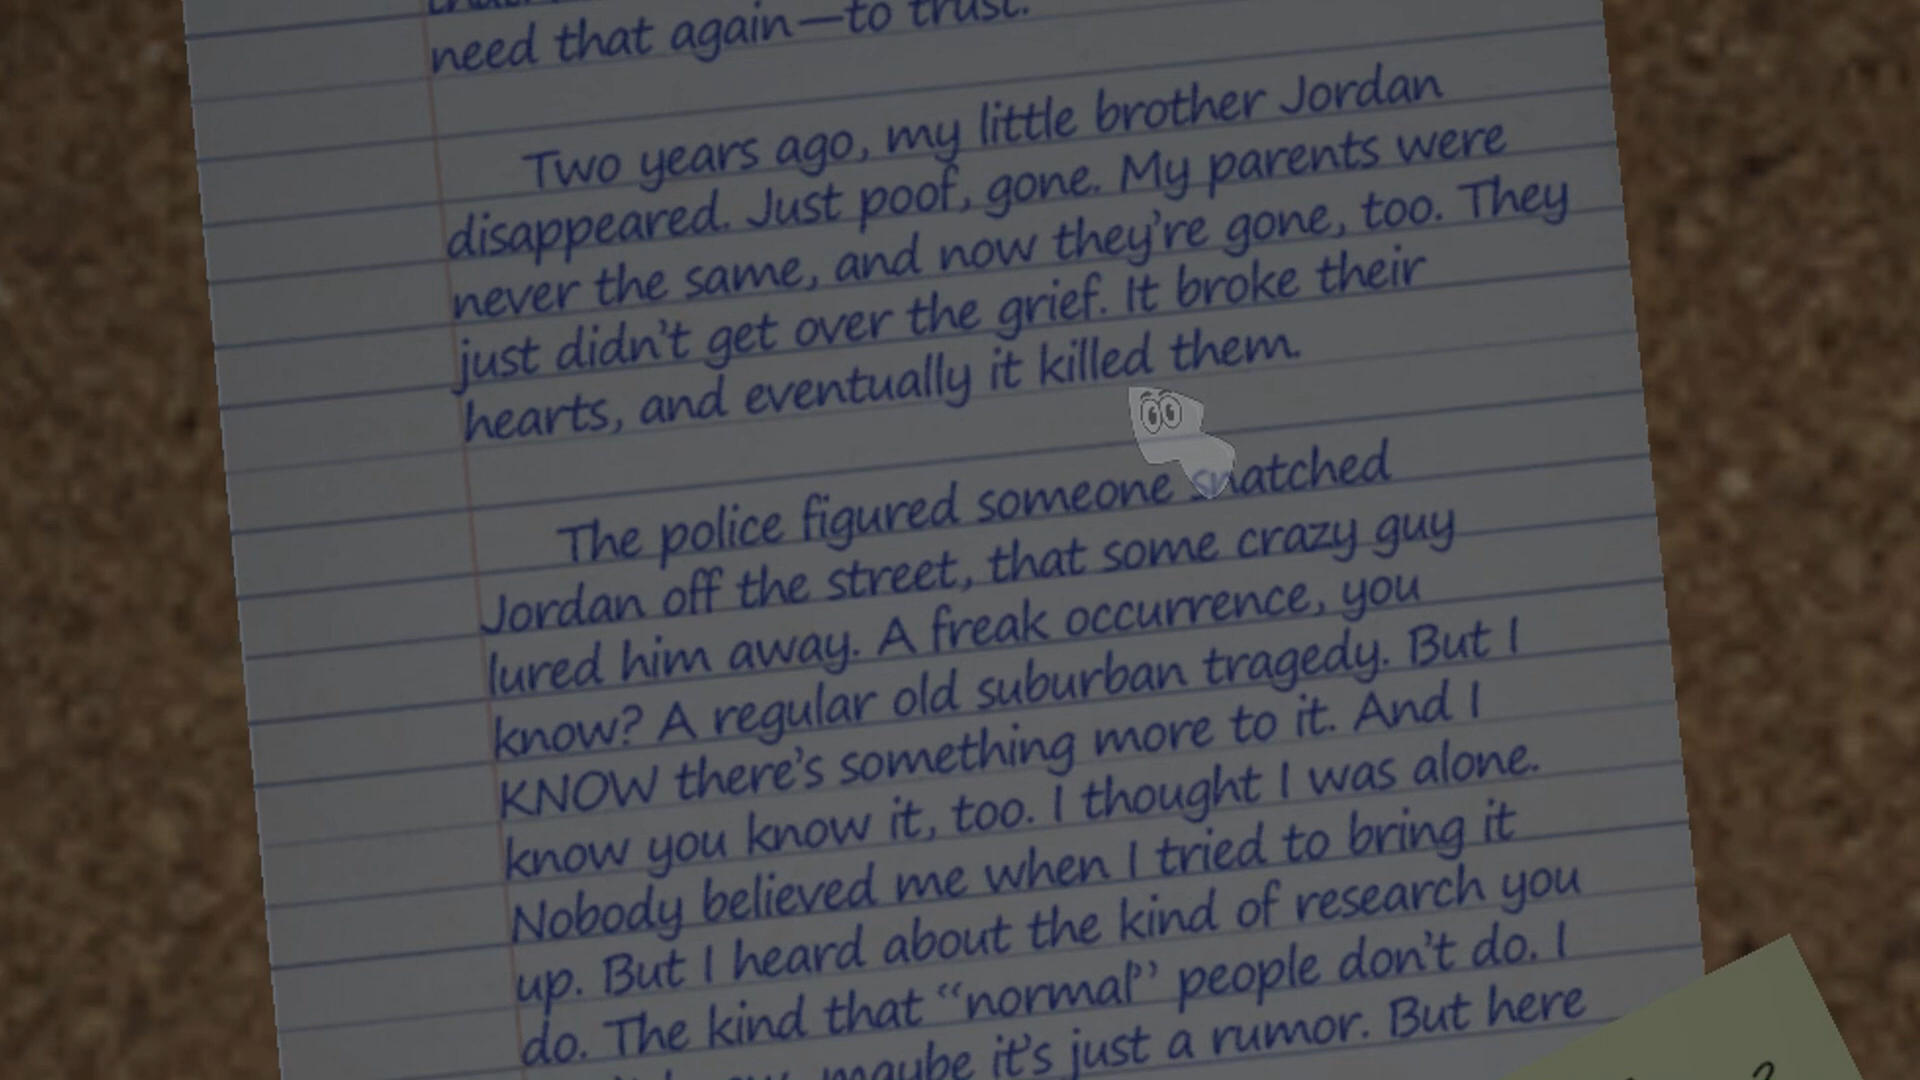 need that again—to trust.
Two years ago, my little brother Jordan
disappeared. Just poof, gone. My parents were
never the same, and now they're gone, too. They
just didn't get over the grief. It broke their
hearts, and eventually it killed them.
The police figured someone snatched
Jordan off the street, that some crazy guy
lured him away. A freak occurrence, you
know? A regular old suburban tragedy. But I
KNOW there's something more to it. And I
know you know it, too. I thought I was alone.
Nobody believed me when I tried to bring it
up. But I heard about the kind of research you
do. The kind that “normal” people don't do. I
maybe it's just a rumor. But here